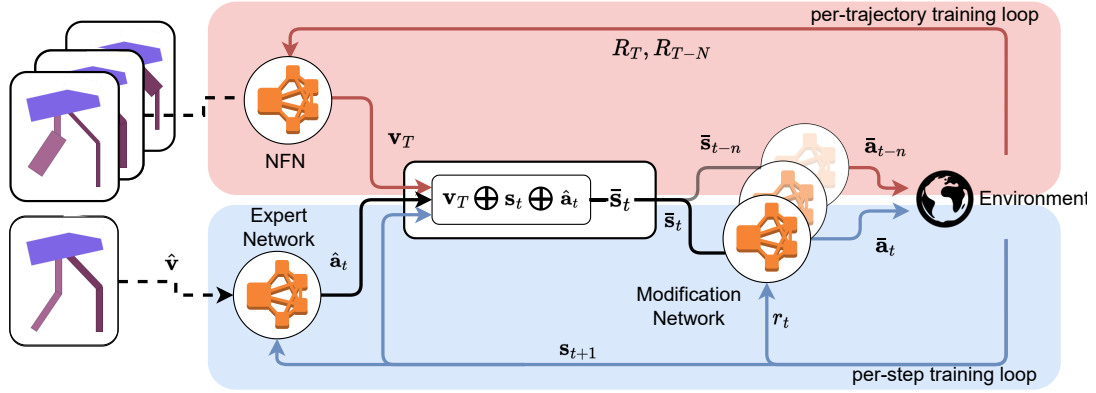 per-trajectory training loop
R_T, R_{T−N}
NFN
v_T
s̄_{t−n}
ā_{t−n}
v_T ⊕ s_t ⊕ â_t
s̄_t
Environment
Expert
Network
v̂
â_t
s̄_t
ā_t
Modification
Network
r_t
s_{t+1}
per-step training loop